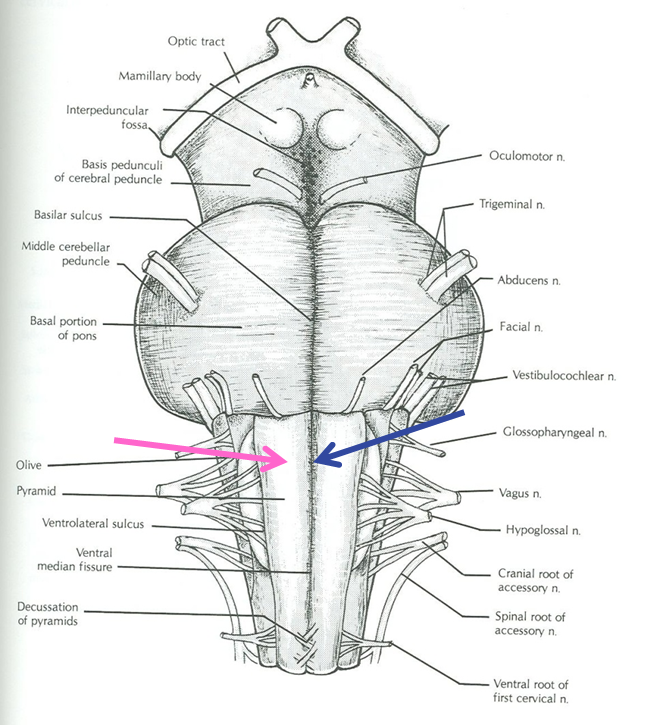 Optic tract
Mamillary body
Interpeduncular
fossa
Basis pedunculi
of cerebral peduncle
Basilar sulcus
Middle cerebellar
peduncle
Basal portion
of pons
Olive
Pyramid
Ventrolateral sulcus
Ventral
median fissure
Decussation
of pyramids
Oculomotor n.
Trigeminal n.
Abducens n.
Facial n.
Vestibulocochlear n.
Glossopharyngeal n.
Vagus n.
Hypoglossal n.
Cranial root of
accessory n.
Spinal root of
accessory n.
Ventral root of
first cervical n.